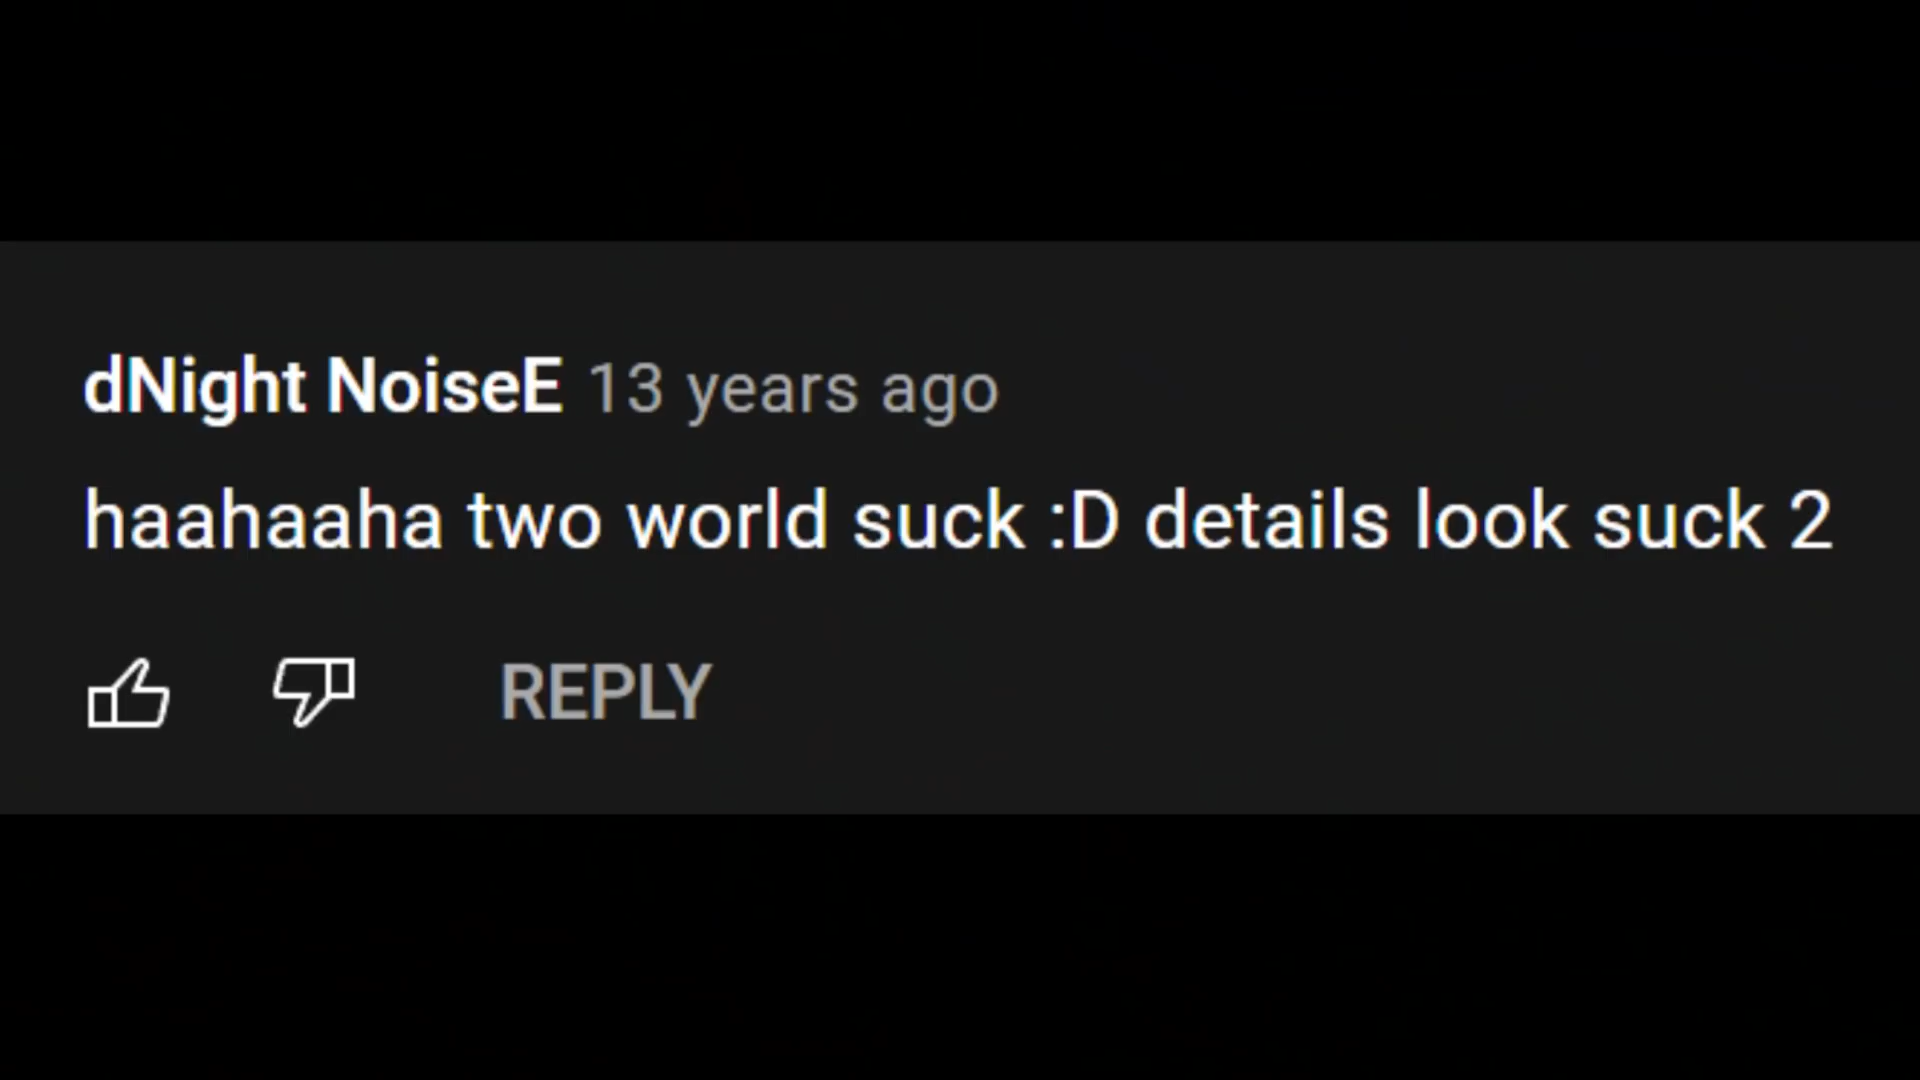 dNight NoiseE 13 years ago
haahaaha two world suck :D details look suck 2
REPLY